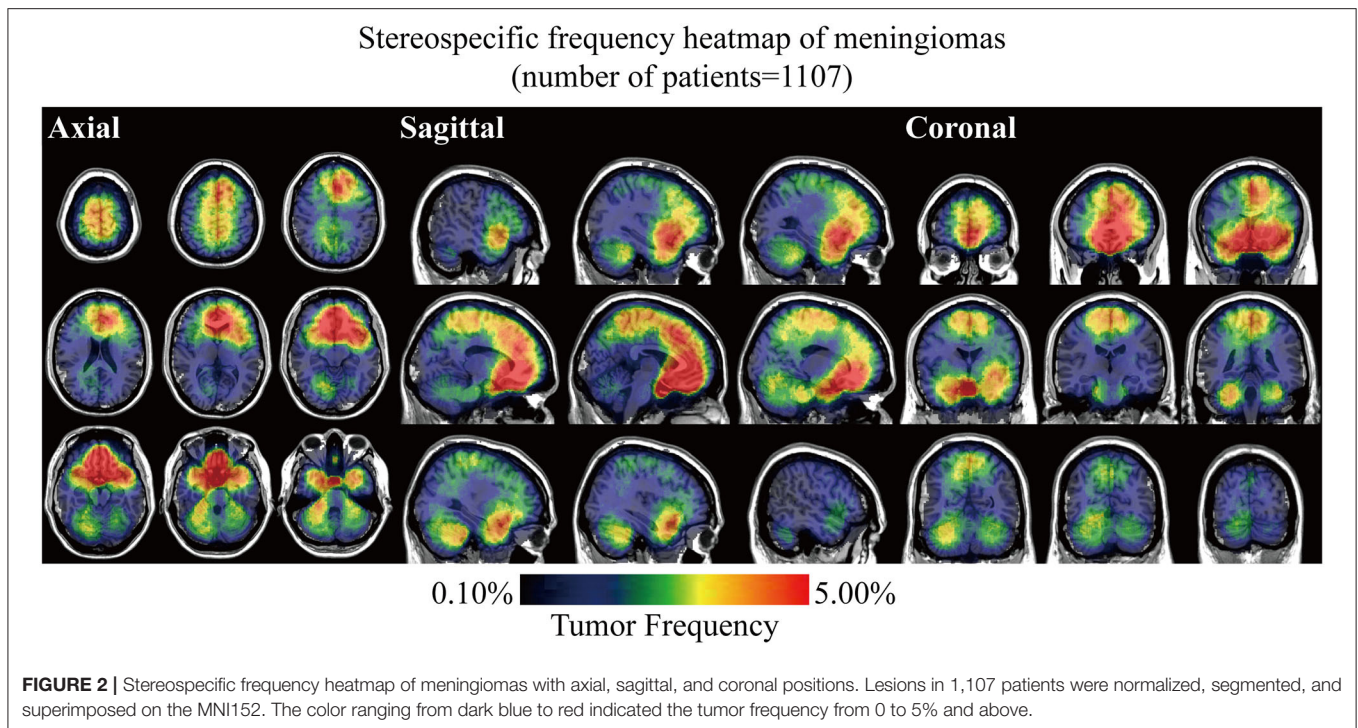 Stereospecific frequency heatmap of meningiomas
(number of patients=1107)
Axial
Sagittal
Coronal
0.10%
5.00%
Tumor Frequency
FIGURE 2 | Stereospecific frequency heatmap of meningiomas with axial, sagittal, and coronal positions. Lesions in 1,107 patients were normalized, segmented, and
superimposed on the MNI152. The color ranging from dark blue to red indicated the tumor frequency from 0 to 5% and above.